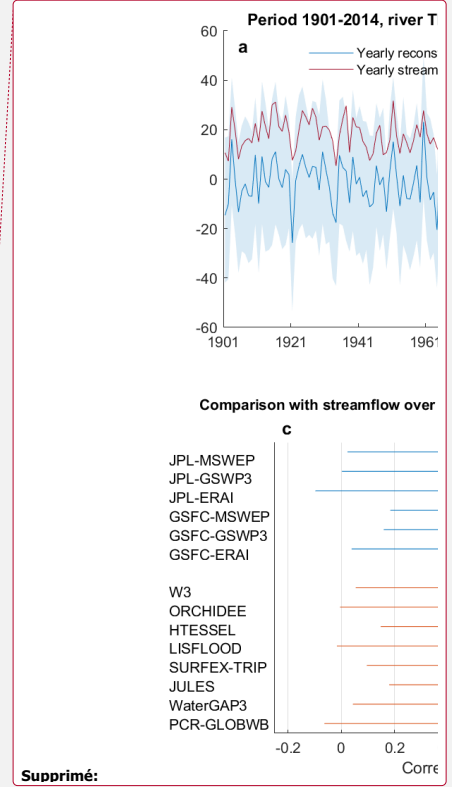 Period 1901-2014, river T
a
Yearly recons
Yearly stream
60
40
20
0
-20
-40
-60
1901 1921 1941 1961
Comparison with streamflow over
c
JPL-MSWEP
JPL-GSWP3
JPL-ERAI
GSFC-MSWEP
GSFC-GSWP3
GSFC-ERAI
W3
ORCHIDEE
HTESSEL
LISFLOOD
SURFEX-TRIP
JULES
WaterGAP3
PCR-GLOBWB
-0.2 0 0.2
Corre
Supprimé: